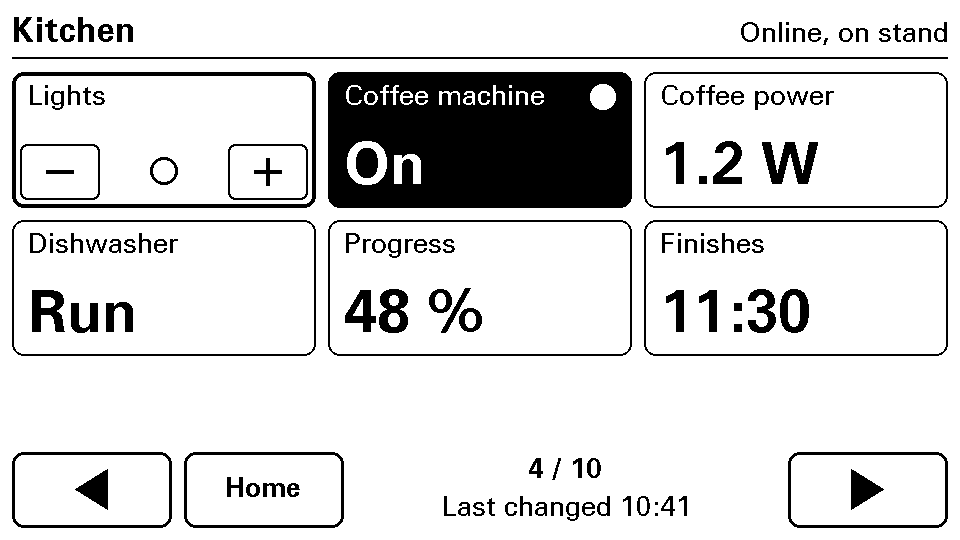 Kitchen
Online, on stand
Lights
− +
Coffee machine
On
Coffee power
1.2 W
Dishwasher
Run
Progress
48 %
Finishes
11:30
Home
4 / 10
Last changed 10:41